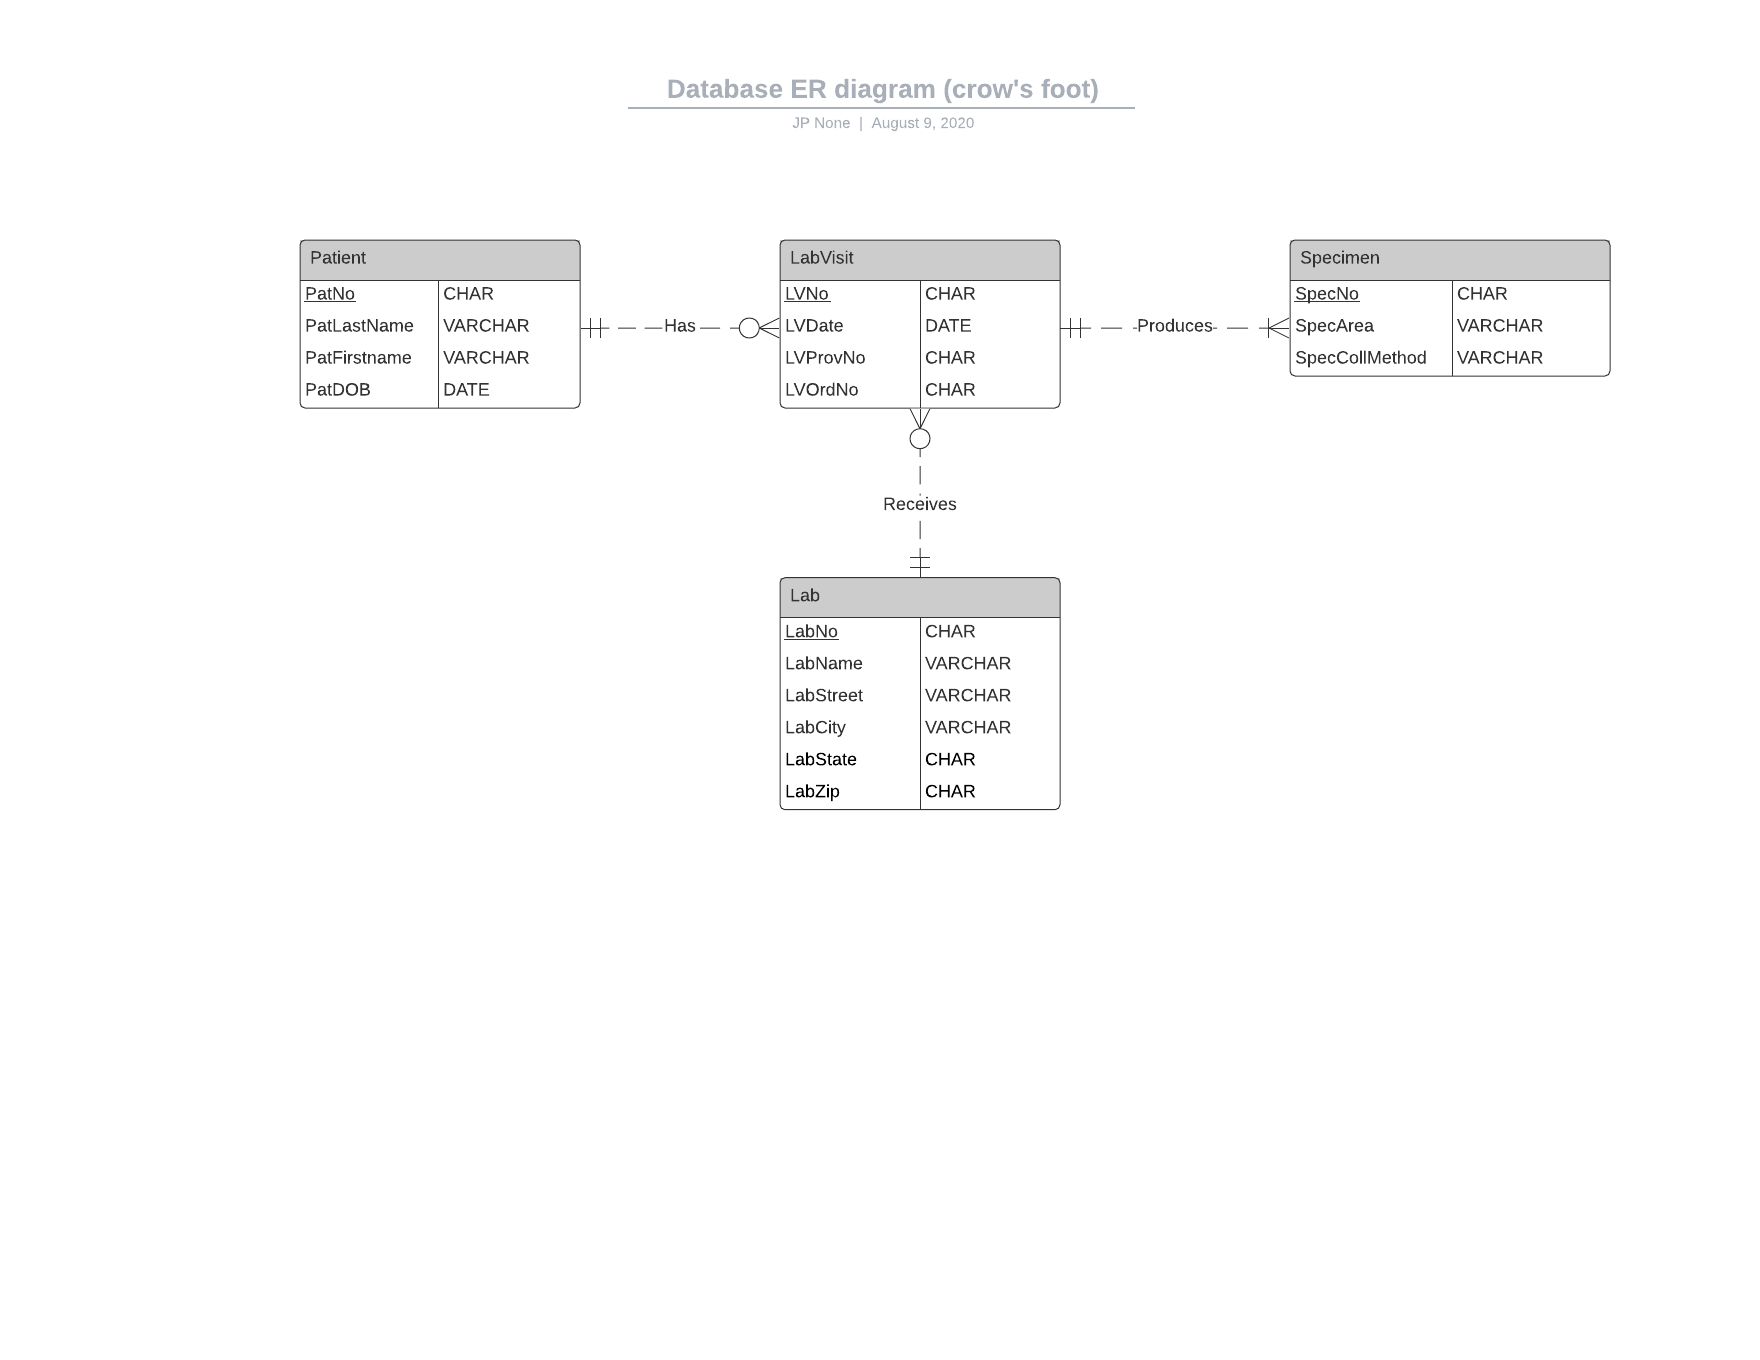 Database ER diagram (crow's foot)
JP None | August 9, 2020
Patient
PatNo CHAR
PatLastName VARCHAR
PatFirstname VARCHAR
PatDOB DATE
Has
LabVisit
LVNo CHAR
LVDate DATE
LVProvNo CHAR
LVOrdNo CHAR
Produces
Specimen
SpecNo CHAR
SpecArea VARCHAR
SpecCollMethod VARCHAR
Receives
Lab
LabNo CHAR
LabName VARCHAR
LabStreet VARCHAR
LabCity VARCHAR
LabState CHAR
LabZip CHAR